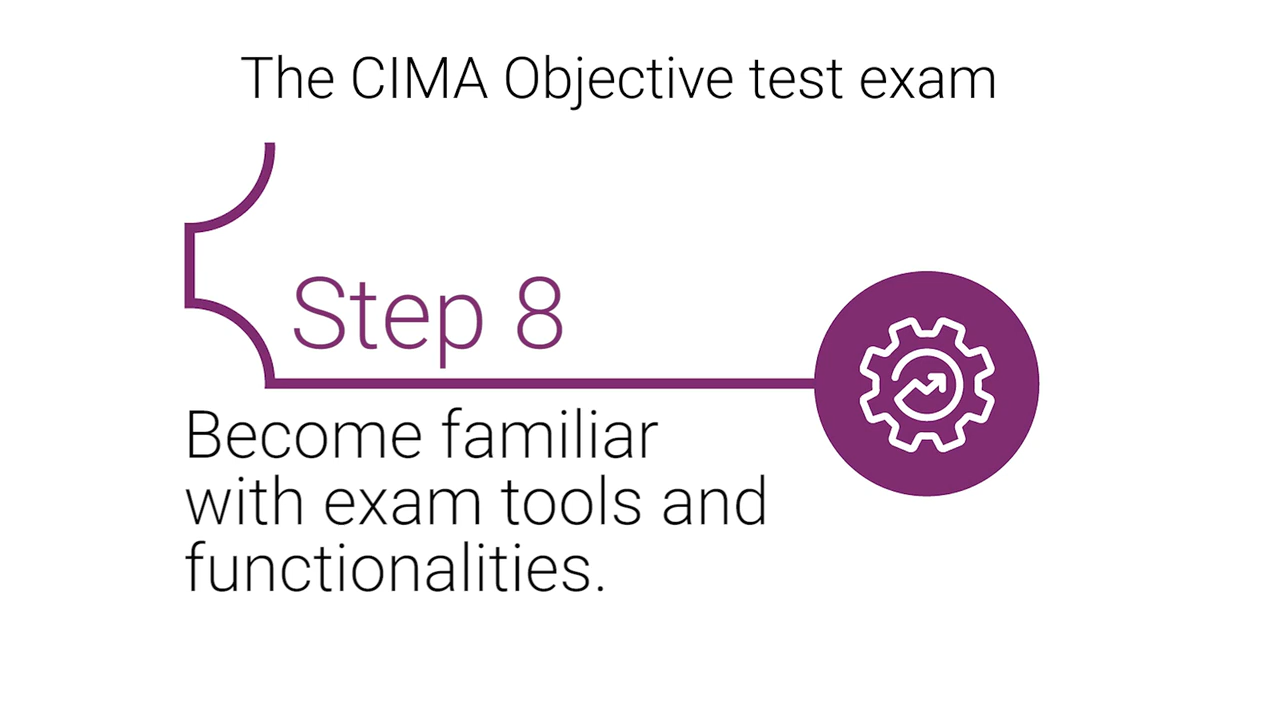 The CIMA Objective test exam
Step 8
Become familiar
with exam tools and
functionalities.